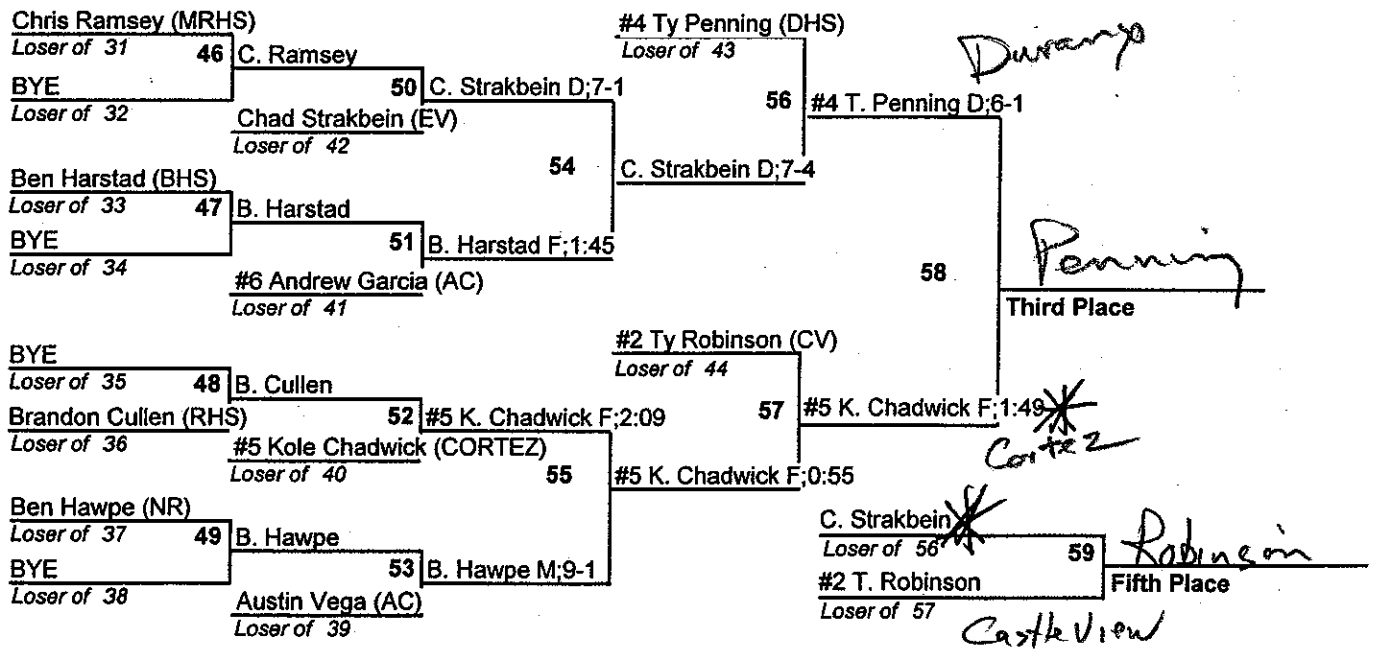 Chris Ramsey (MRHS)
Loser of 31
46
C. Ramsey
BYE
Loser of 32
50
C. Strakbein D;7-1
Chad Strakbein (EV)
Loser of 42
54
C. Strakbein D;7-4
Ben Harstad (BHS)
Loser of 33
47
B. Harstad
BYE
Loser of 34
51
B. Harstad F;1:45
#6 Andrew Garcia (AC)
Loser of 41
#4 Ty Penning (DHS)
Loser of 43
56
#4 T. Penning D;6-1
Durango
58
Penning
Third Place
BYE
Loser of 35
48
B. Cullen
Brandon Cullen (RHS)
Loser of 36
52
#5 K. Chadwick F;2:09
#5 Kole Chadwick (CORTEZ)
Loser of 40
55
#5 K. Chadwick F;0:55
Ben Hawpe (NR)
Loser of 37
49
B. Hawpe
BYE
Loser of 38
53
B. Hawpe M;9-1
Austin Vega (AC)
Loser of 39
#2 Ty Robinson (CV)
Loser of 44
57
#5 K. Chadwick F;1:49
Cortez
C. Strakbein
Loser of 56
59
Robinson
Fifth Place
#2 T. Robinson
Loser of 57
Castle View